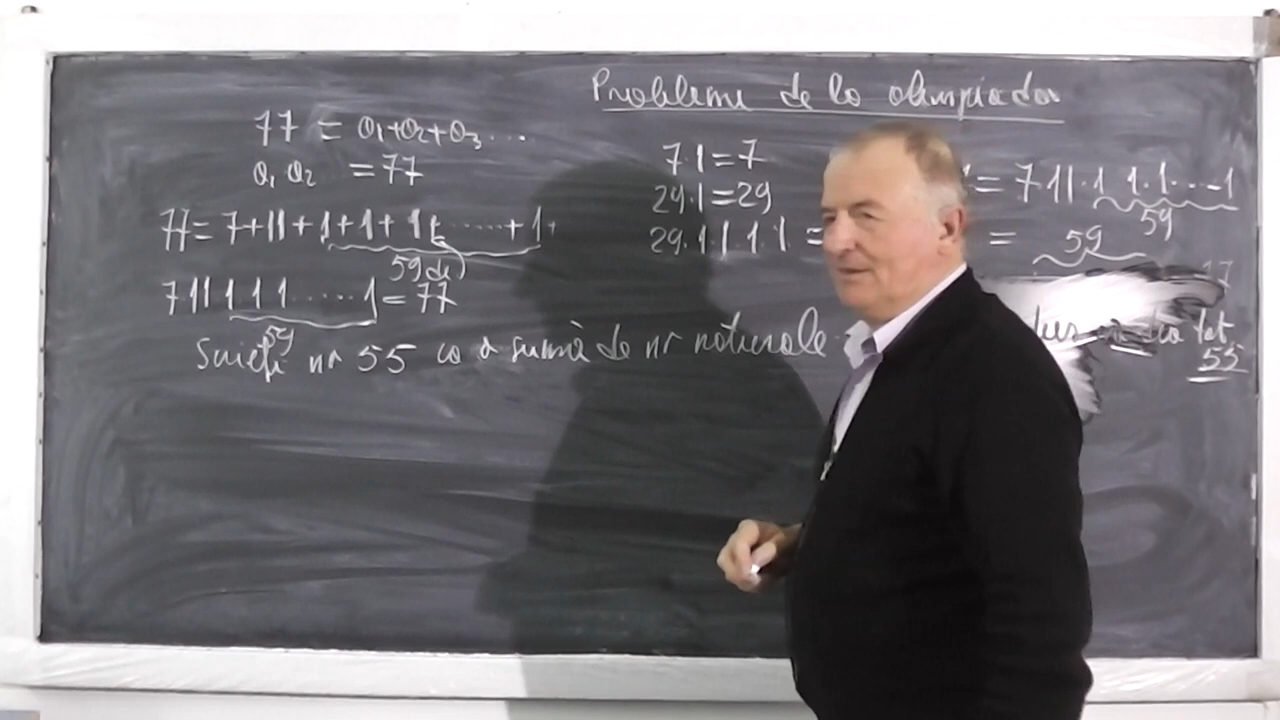 Probleme de la olimpiada
77 = a₁+a₂+a₃ ....
a₁ a₂ = 77
77 = 7+11+1+1+1+.....+1+
59 de
7 11 1 1 1 ..... 1 = 77
59
7·1=7
29·1=29
29·1·1·1·1 =
= 7·11·1 1·1·...1
59
= 59
Scrieți nr 55 ca o sumă de nr naturale
tot
55